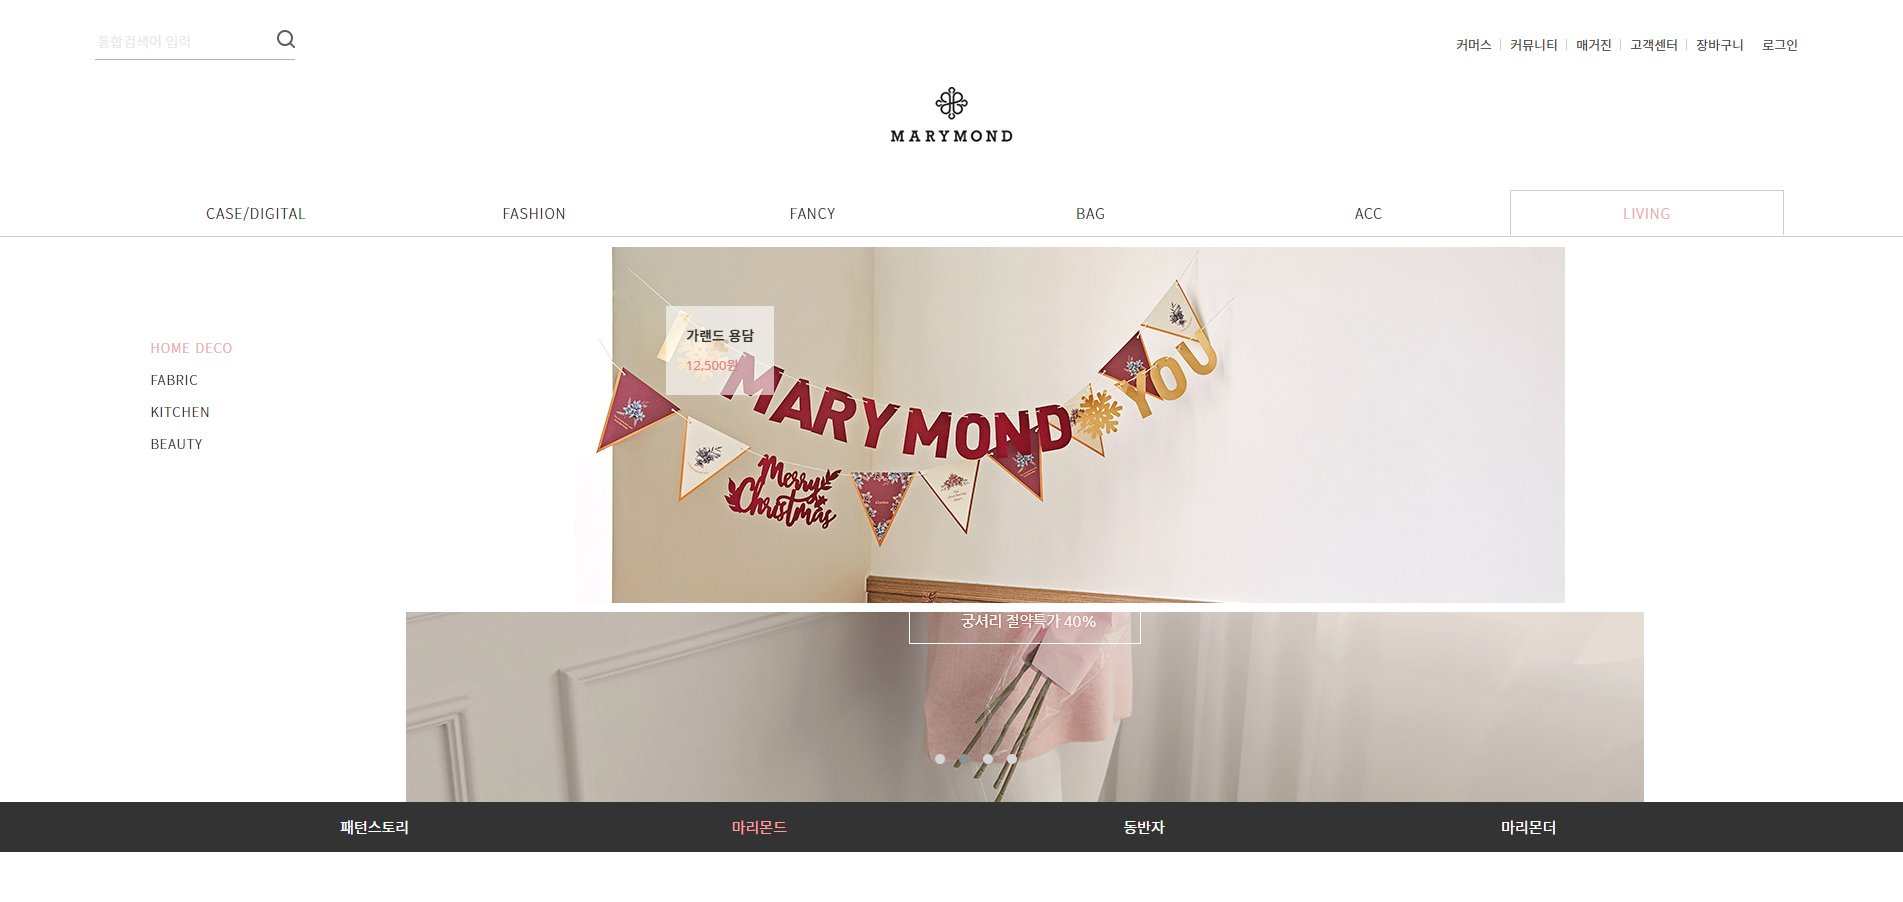 통합검색어 입력
커머스
커뮤니티
매거진
고객센터
장바구니
로그인
MARYMOND
CASE/DIGITAL
FASHION
FANCY
BAG
ACC
LIVING
HOME DECO
FABRIC
KITCHEN
BEAUTY
가랜드 용담
12,500원
MARYMOND YOU
Merry
Christmas
궁셔리 절약특가 40%
패턴스토리
마리몬드
동반자
마리몬더